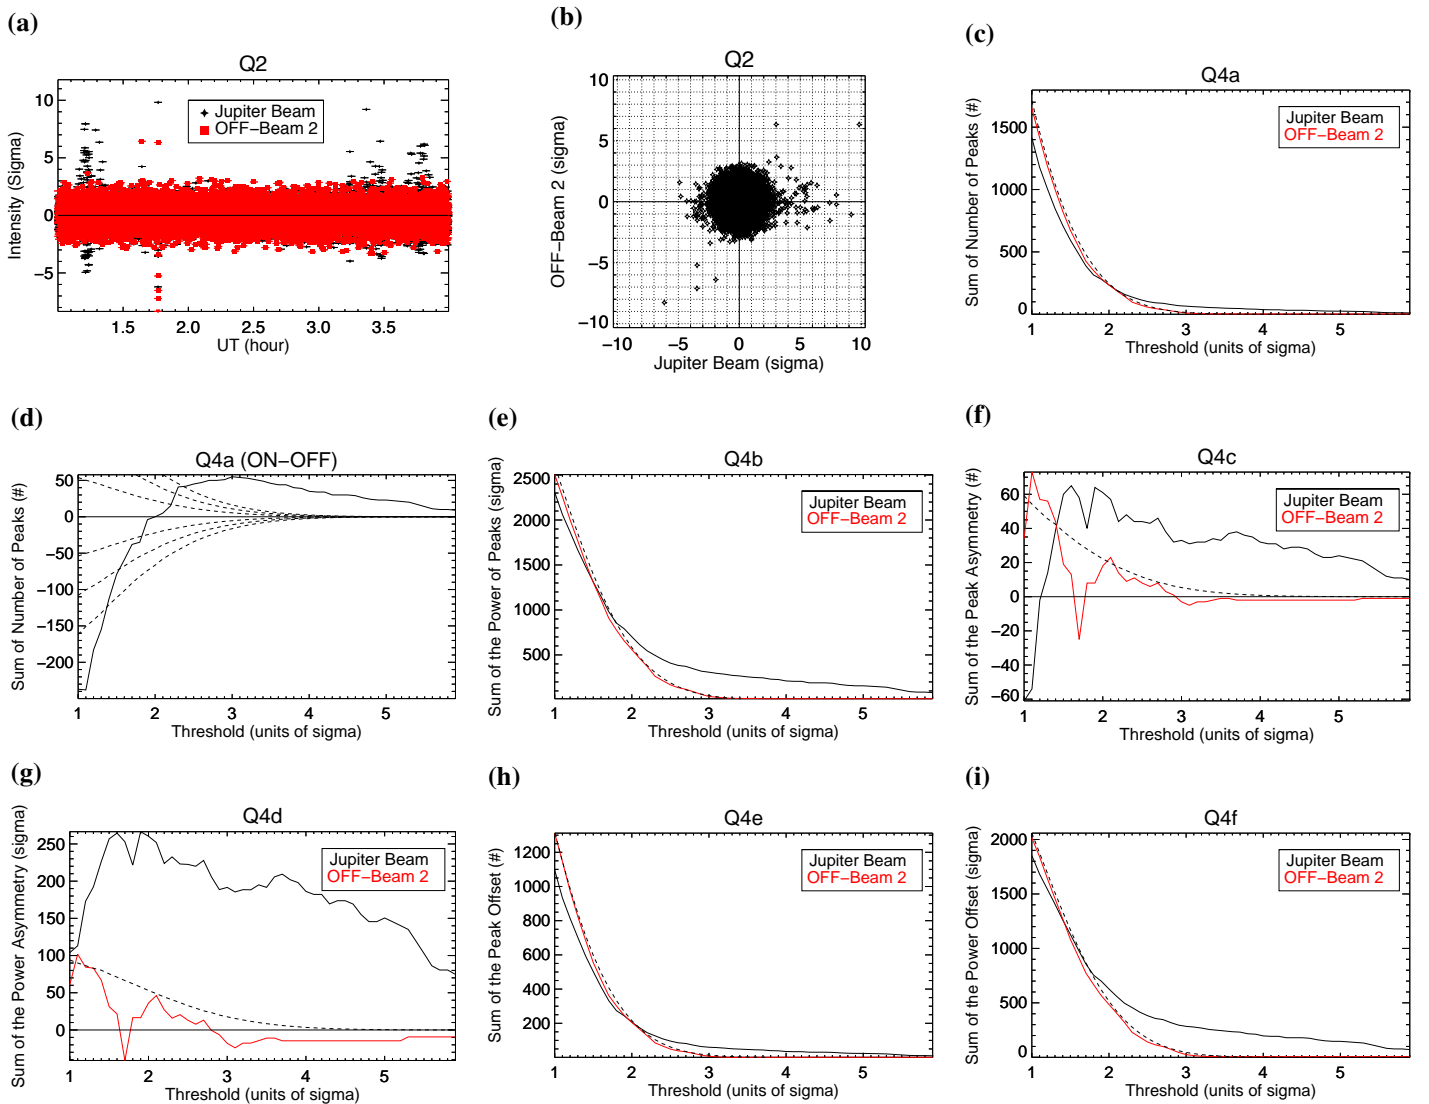 (a)
Q2
Intensity (Sigma)
10
5
0
−5
Jupiter Beam
OFF−Beam 2
1.5 2.0 2.5 3.0 3.5
UT (hour)
(b)
Q2
OFF−Beam 2 (sigma)
10
5
0
−5
−10
−10 −5 0 5 10
Jupiter Beam (sigma)
(c)
Q4a
Sum of Number of Peaks (#)
1500
1000
500
0
Jupiter Beam
OFF−Beam 2
1 2 3 4 5
Threshold (units of sigma)
(d)
Q4a (ON−OFF)
Sum of Number of Peaks (#)
50
0
−50
−100
−150
−200
1 2 3 4 5
Threshold (units of sigma)
(e)
Q4b
Sum of the Power of Peaks (sigma)
2500
2000
1500
1000
500
Jupiter Beam
OFF−Beam 2
1 2 3 4 5
Threshold (units of sigma)
(f)
Q4c
Sum of the Peak Asymmetry (#)
60
40
20
0
−20
−40
−60
Jupiter Beam
OFF−Beam 2
1 2 3 4 5
Threshold (units of sigma)
(g)
Q4d
Sum of the Power Asymmetry (sigma)
250
200
150
100
50
0
Jupiter Beam
OFF−Beam 2
1 2 3 4 5
Threshold (units of sigma)
(h)
Q4e
Sum of the Peak Offset (#)
1200
1000
800
600
400
200
Jupiter Beam
OFF−Beam 2
1 2 3 4 5
Threshold (units of sigma)
(i)
Q4f
Sum of the Power Offset (sigma)
2000
1500
1000
500
0
Jupiter Beam
OFF−Beam 2
1 2 3 4 5
Threshold (units of sigma)